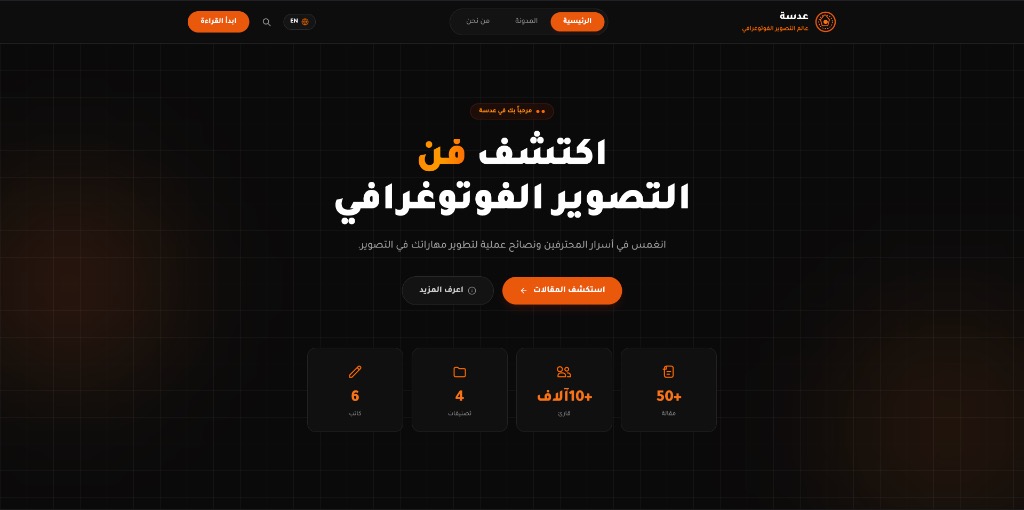 عدسة
عالم التصوير الفوتوغرافي
الرئيسية
المدونة
من نحن
EN
ابدأ القراءة
مرحباً بك في عدسة
اكتشف فن
التصوير الفوتوغرافي
انغمس في أسرار المحترفين ونصائح عملية لتطوير مهاراتك في التصوير.
استكشف المقالات
اعرف المزيد
+50
مقالة
+10آلاف
قارئ
4
تصنيفات
6
كاتب